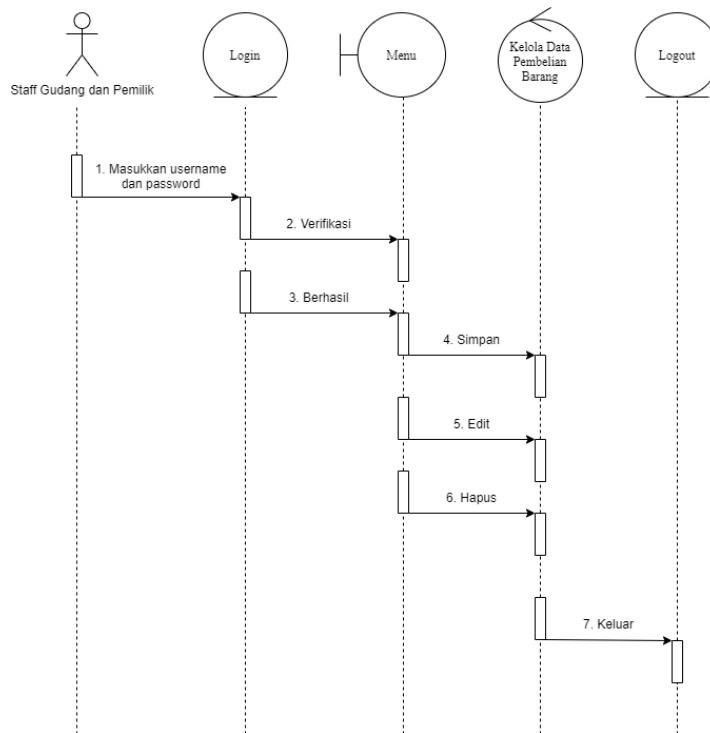 Staff Gudang dan Pemilik
Login
Menu
Kelola Data
Pembelian
Barang
Logout
1. Masukkan username
dan password
2. Verifikasi
3. Berhasil
4. Simpan
5. Edit
6. Hapus
7. Keluar